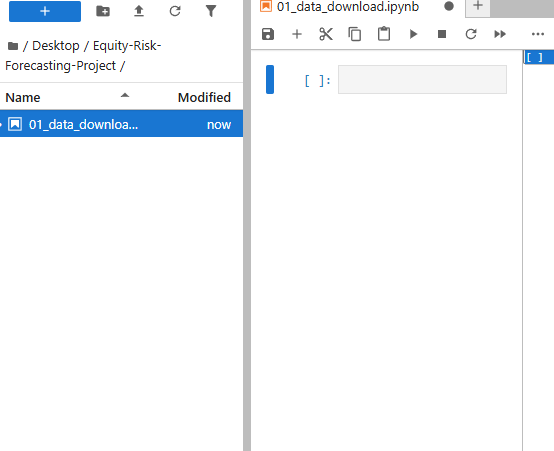 / Desktop / Equity-Risk-
Forecasting-Project /
Name Modified
01_data_downloa... now
01_data_download.ipynb
[ ]:
[ ]